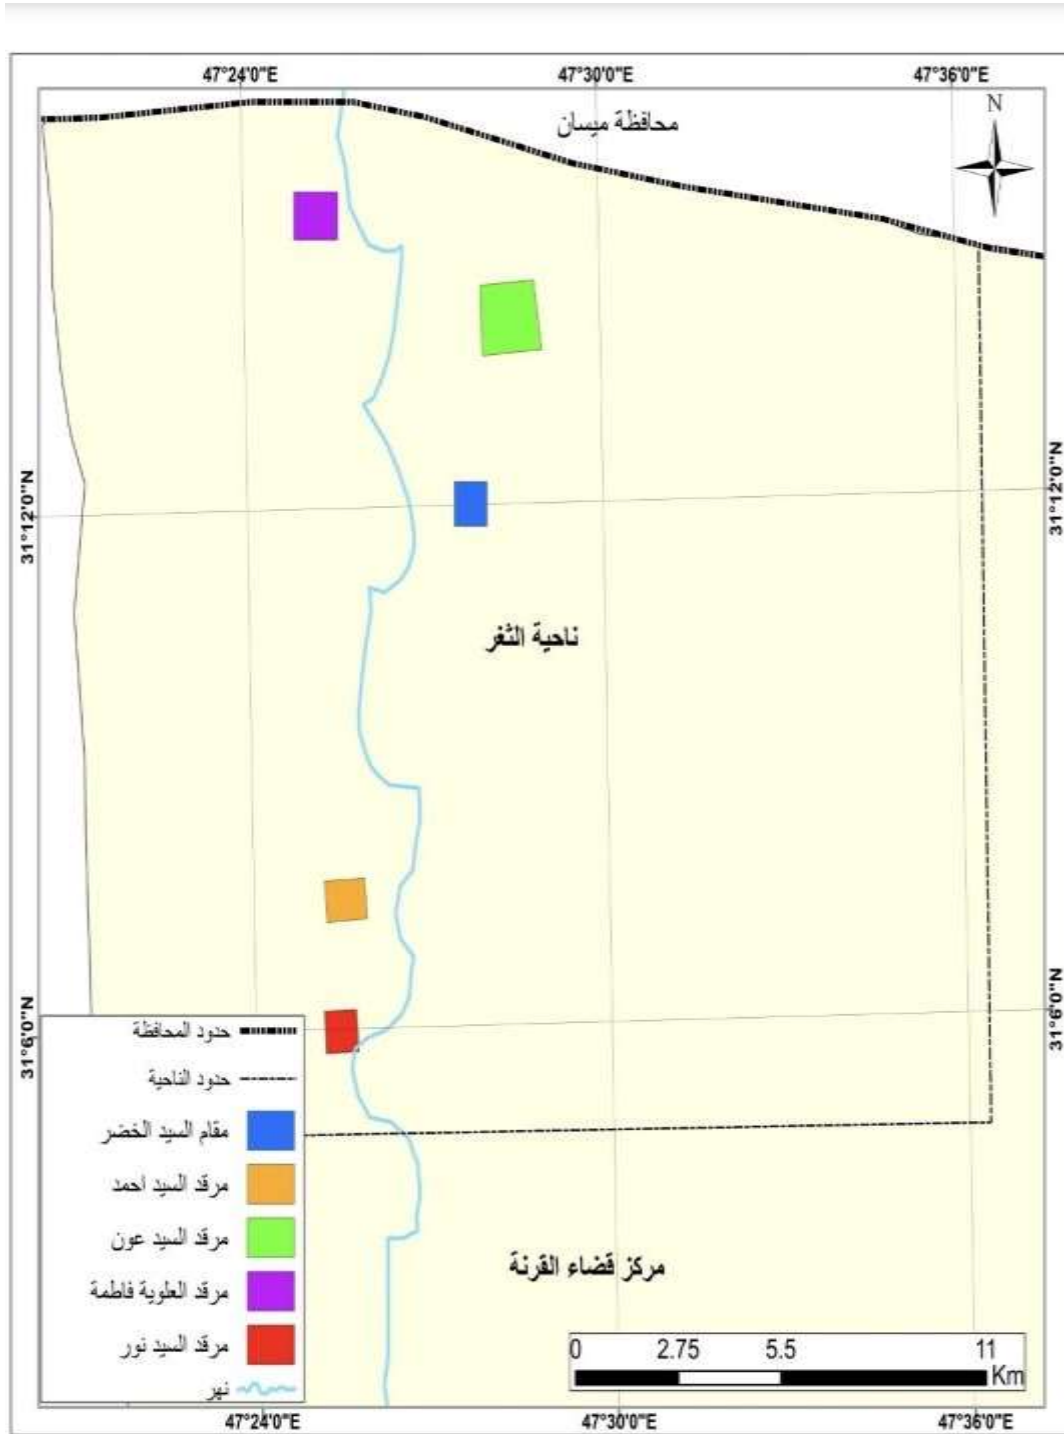 47°24'0"E 47°30'0"E 47°36'0"E
N
محافظة ميسان
31°12'0"N 31°12'0"N
ناحية الثغر
31°6'0"N 31°6'0"N
حدود المحافظة
حدود الناحية
مقام السيد الخضر
مرقد السيد احمد
مرقد السيد عون
مرقد العلوية فاطمة
مرقد السيد نور
نهر
مركز قضاء القرنة
0 2.75 5.5 11
Km
47°24'0"E 47°30'0"E 47°36'0"E